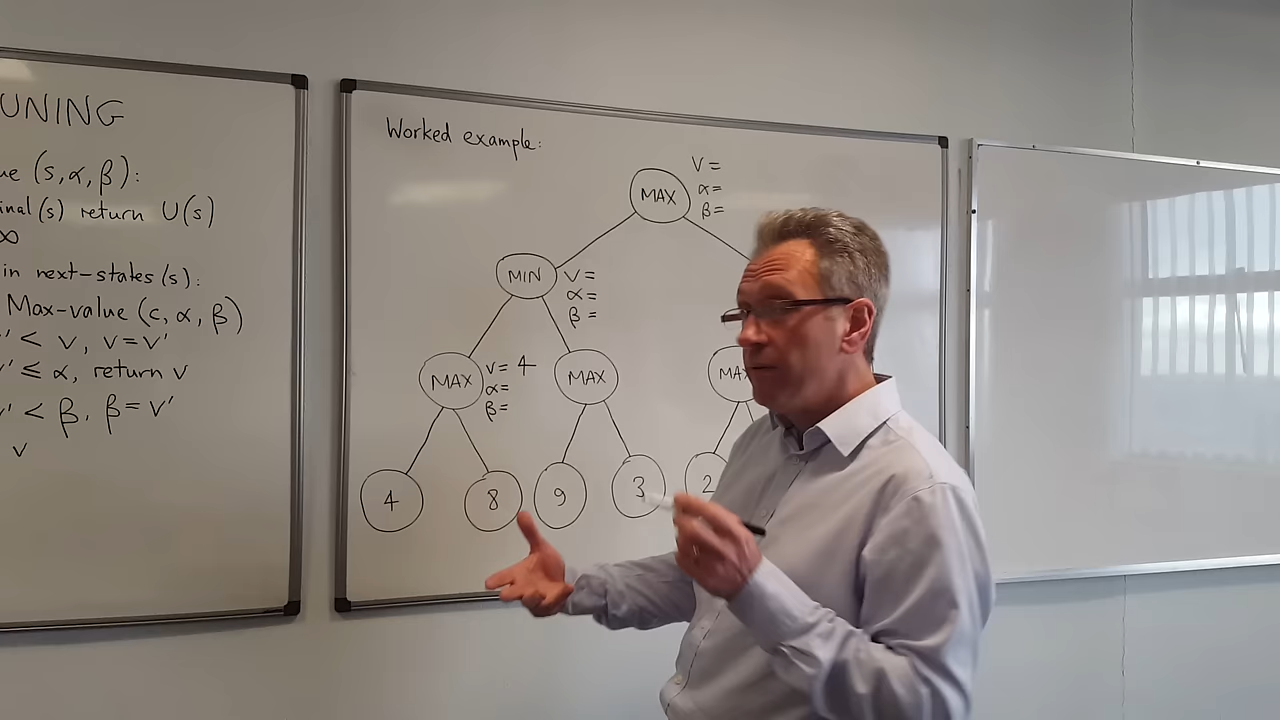 UNING
ue (s, α, β):
inal(s) return U(s)
∞
in next-states(s):
Max-value (c, α, β)
' < v, v = v'
' ≤ α, return v
' < β, β = v'
v
Worked example:
MAX
V =
α =
β =
MIN
V =
α =
β =
MAX
V = 4
α =
β =
MAX
MAX
4
8
9
3
2